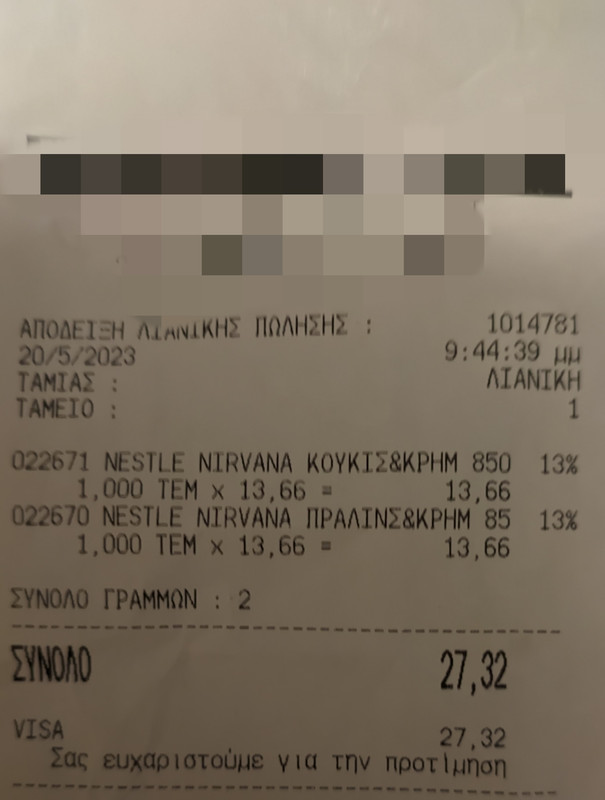 ΑΠΟΔΕΙΞΗ ΛΙΑΝΙΚΗΣ ΠΩΛΗΣΗΣ : 1014781
20/5/2023 9:44:39 μμ
ΤΑΜΙΑΣ : ΛΙΑΝΙΚΗ
ΤΑΜΕΙΟ : 1
022671 NESTLE NIRVANA ΚΟΥΚΙΣ&ΚΡΗΜ 850 13%
1,000 ΤΕΜ x 13,66 = 13,66
022670 NESTLE NIRVANA ΠΡΑΛΙΝΣ&ΚΡΗΜ 85 13%
1,000 ΤΕΜ x 13,66 = 13,66
ΣΥΝΟΛΟ ΓΡΑΜΜΩΝ : 2
ΣΥΝΟΛΟ 27,32
VISA 27,32
Σας ευχαριστούμε για την προτίμηση